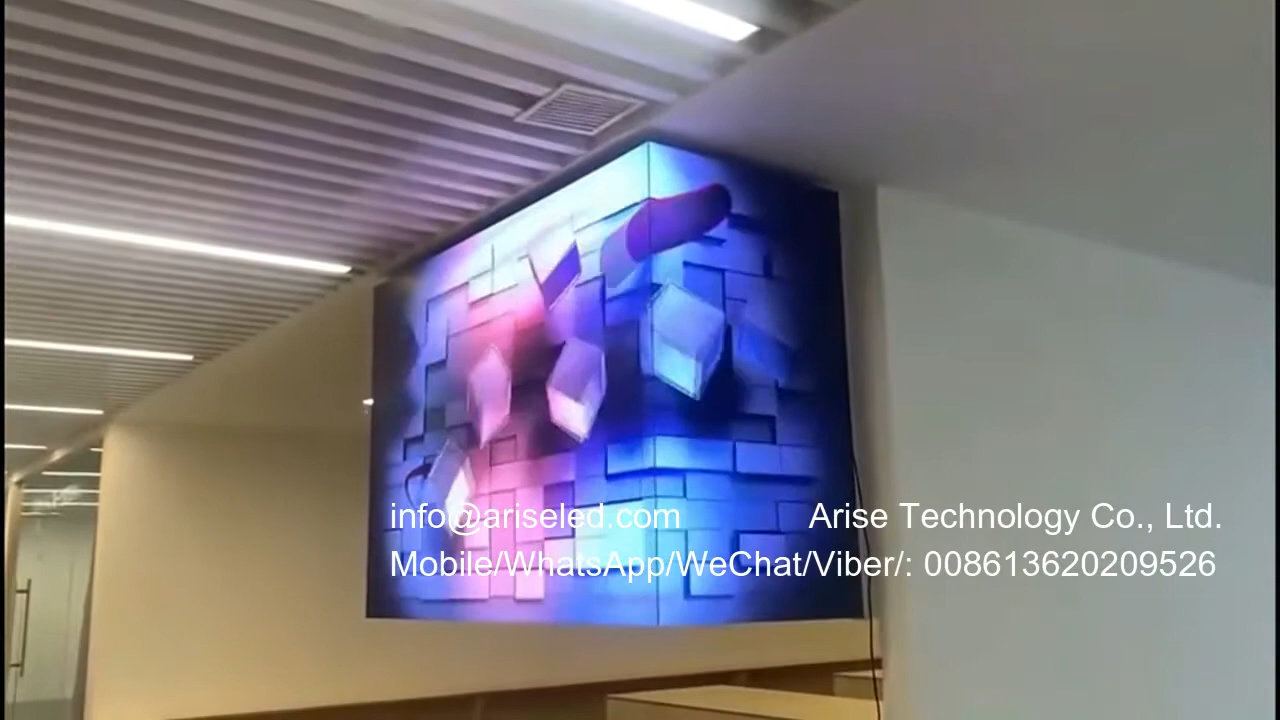 info@ariseled.com Arise Technology Co., Ltd.
Mobile/WhatsApp/WeChat/Viber/: 008613620209526